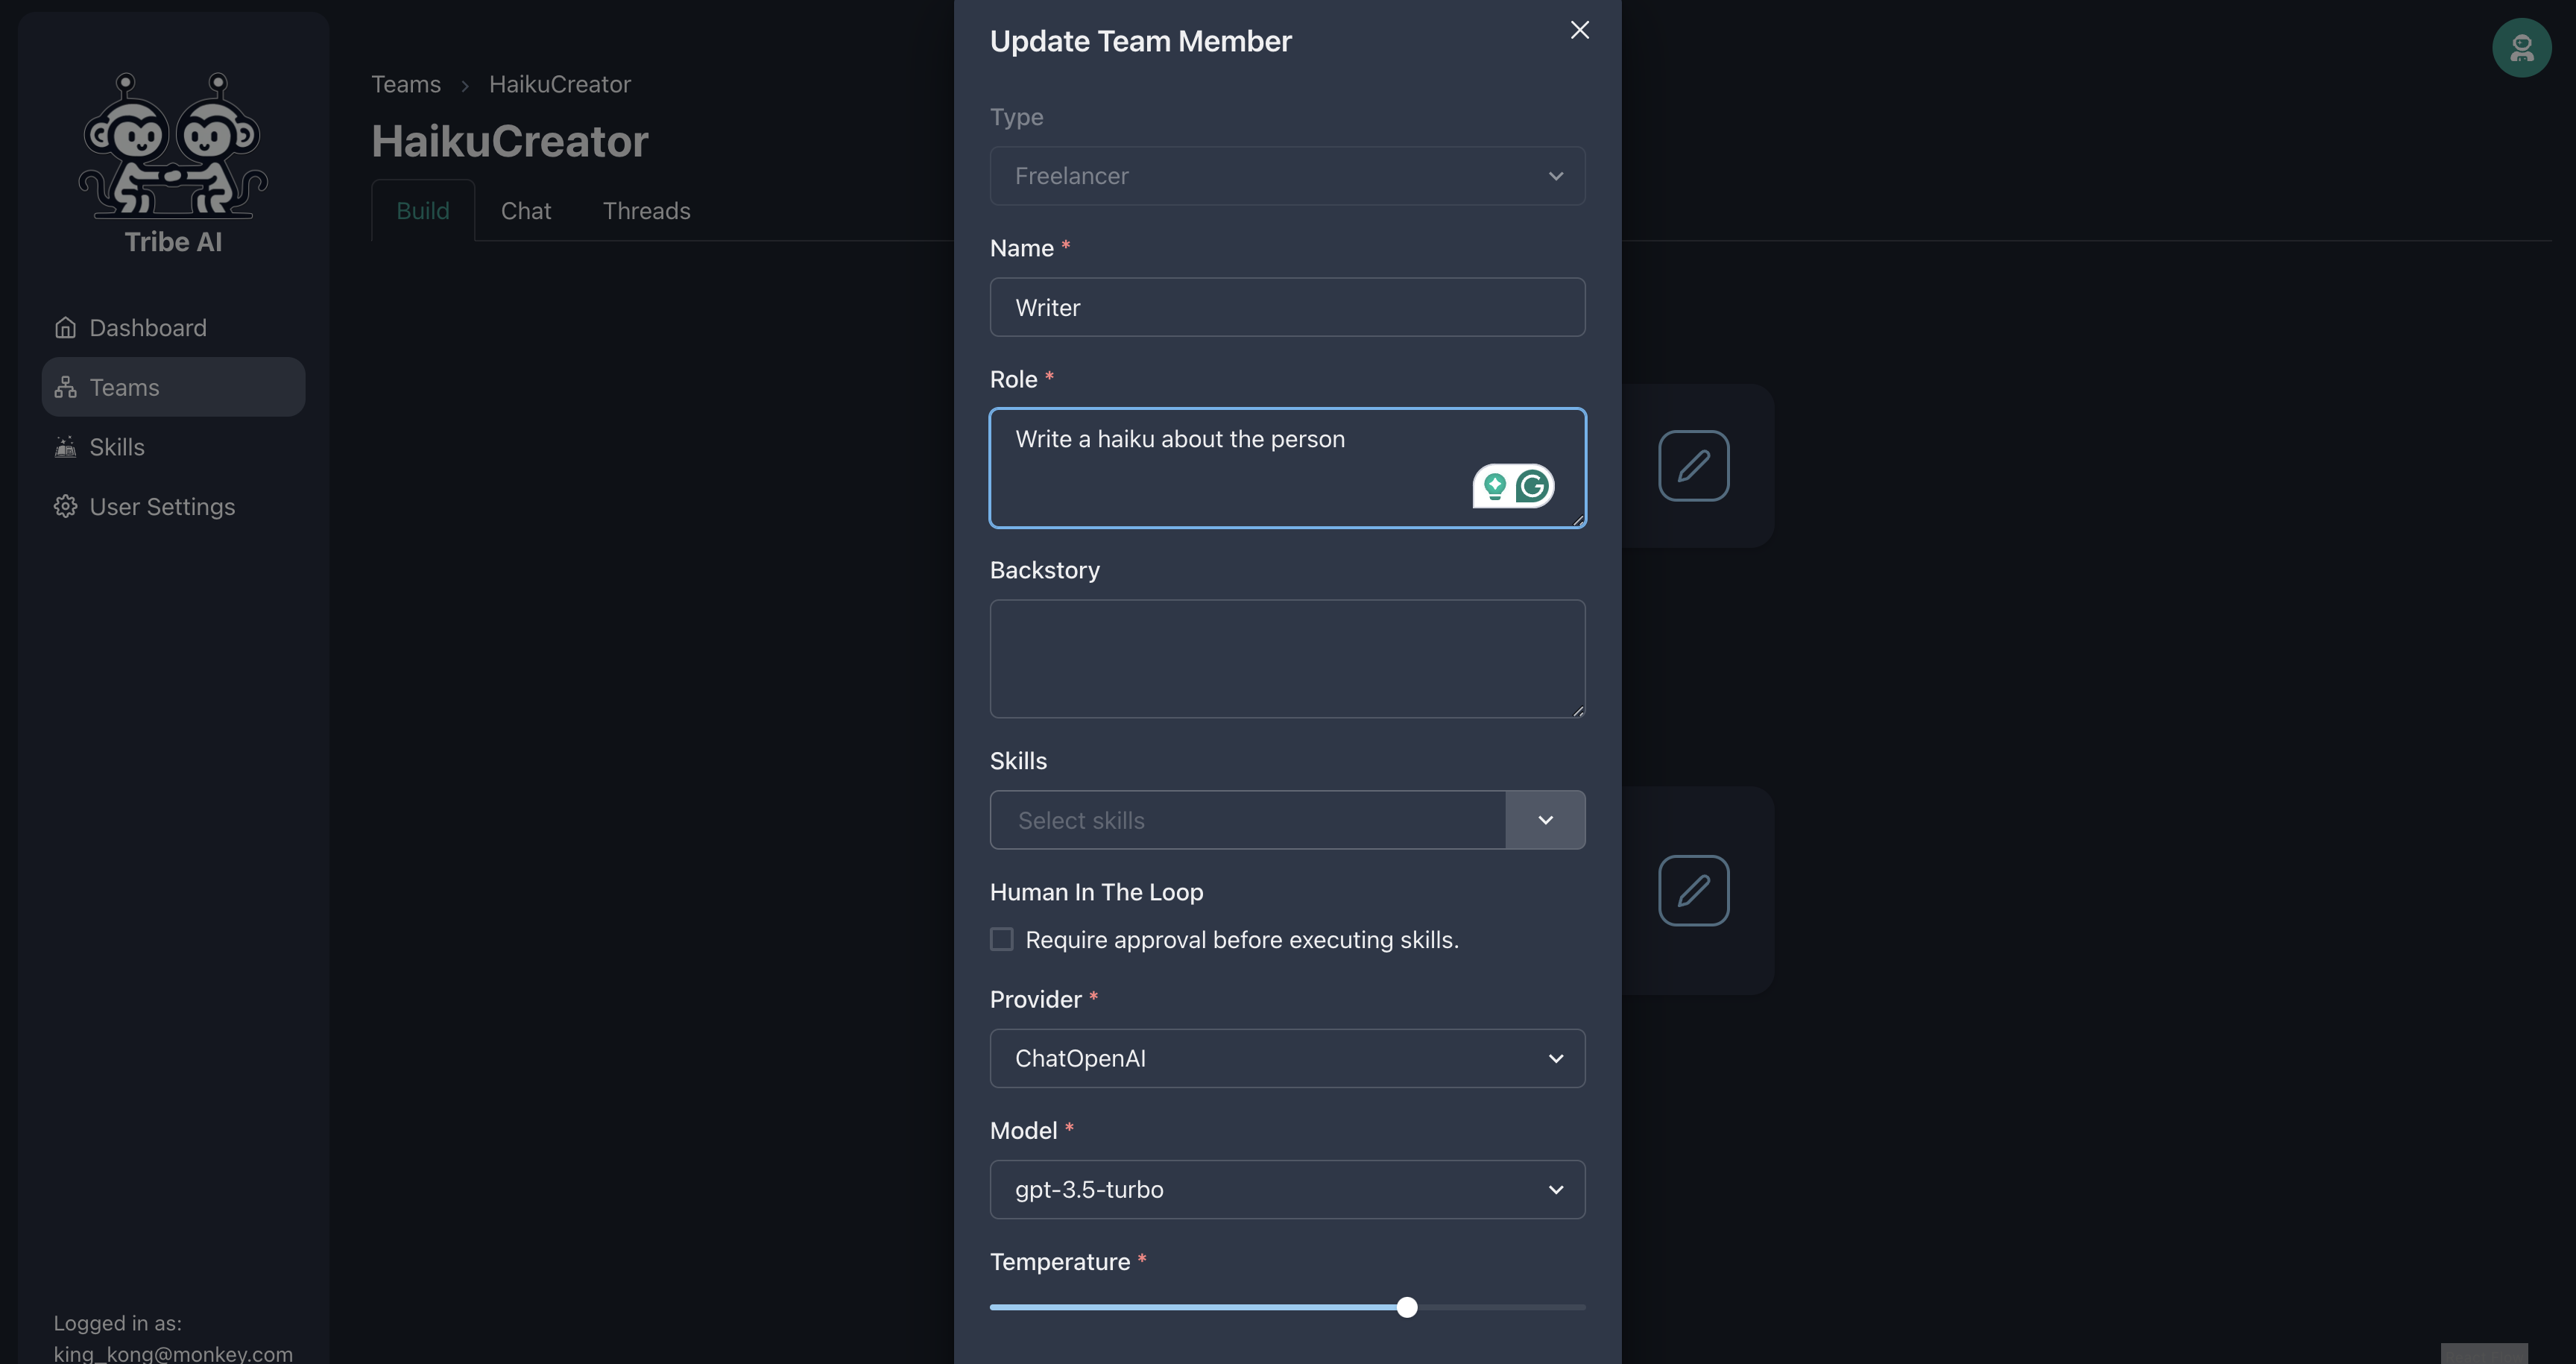 Tribe AI
Dashboard
Teams
Skills
User Settings
Logged in as:
king_kong@monkey.com
Teams > HaikuCreator
HaikuCreator
Build Chat Threads
Update Team Member
Type
Freelancer
Name *
Writer
Role *
Write a haiku about the person
Backstory
Skills
Select skills
Human In The Loop
Require approval before executing skills.
Provider *
ChatOpenAI
Model *
gpt-3.5-turbo
Temperature *